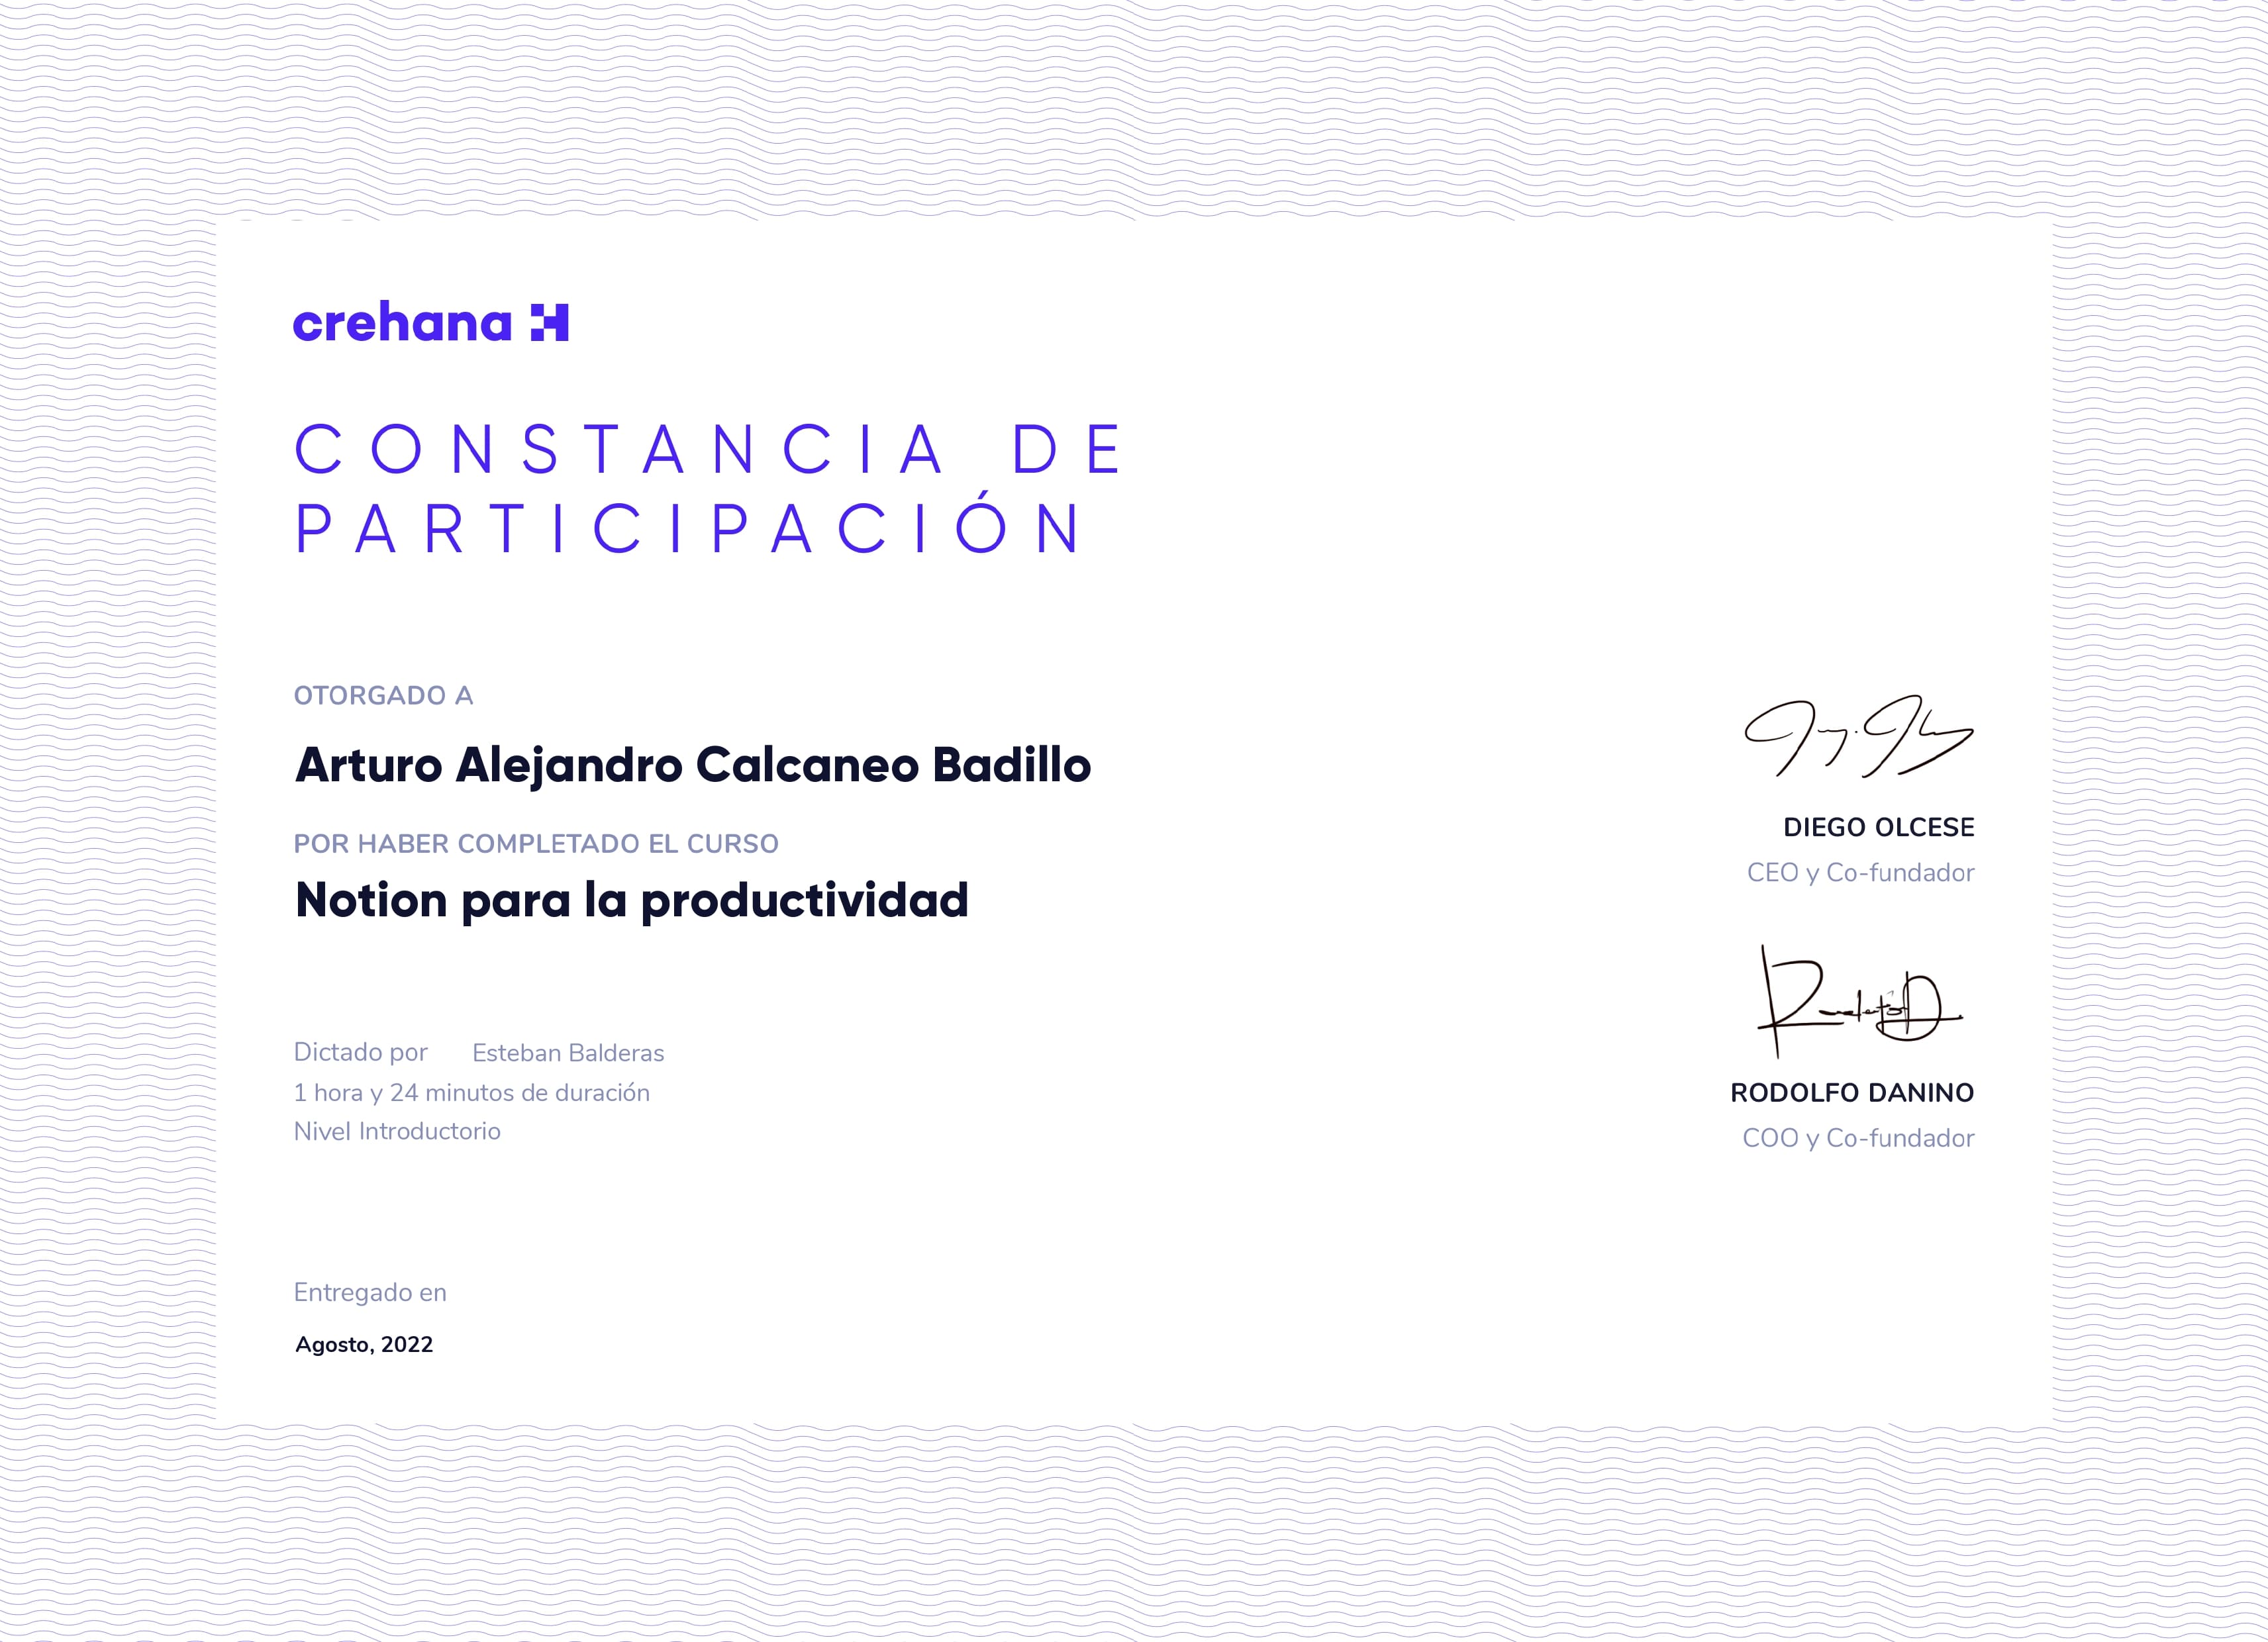 crehana
CONSTANCIA DE
PARTICIPACIÓN
OTORGADO A
Arturo Alejandro Calcaneo Badillo
POR HABER COMPLETADO EL CURSO
Notion para la productividad
Dictado por Esteban Balderas
1 hora y 24 minutos de duración
Nivel Introductorio
Entregado en
Agosto, 2022
DIEGO OLCESE
CEO y Co-fundador
RODOLFO DANINO
COO y Co-fundador